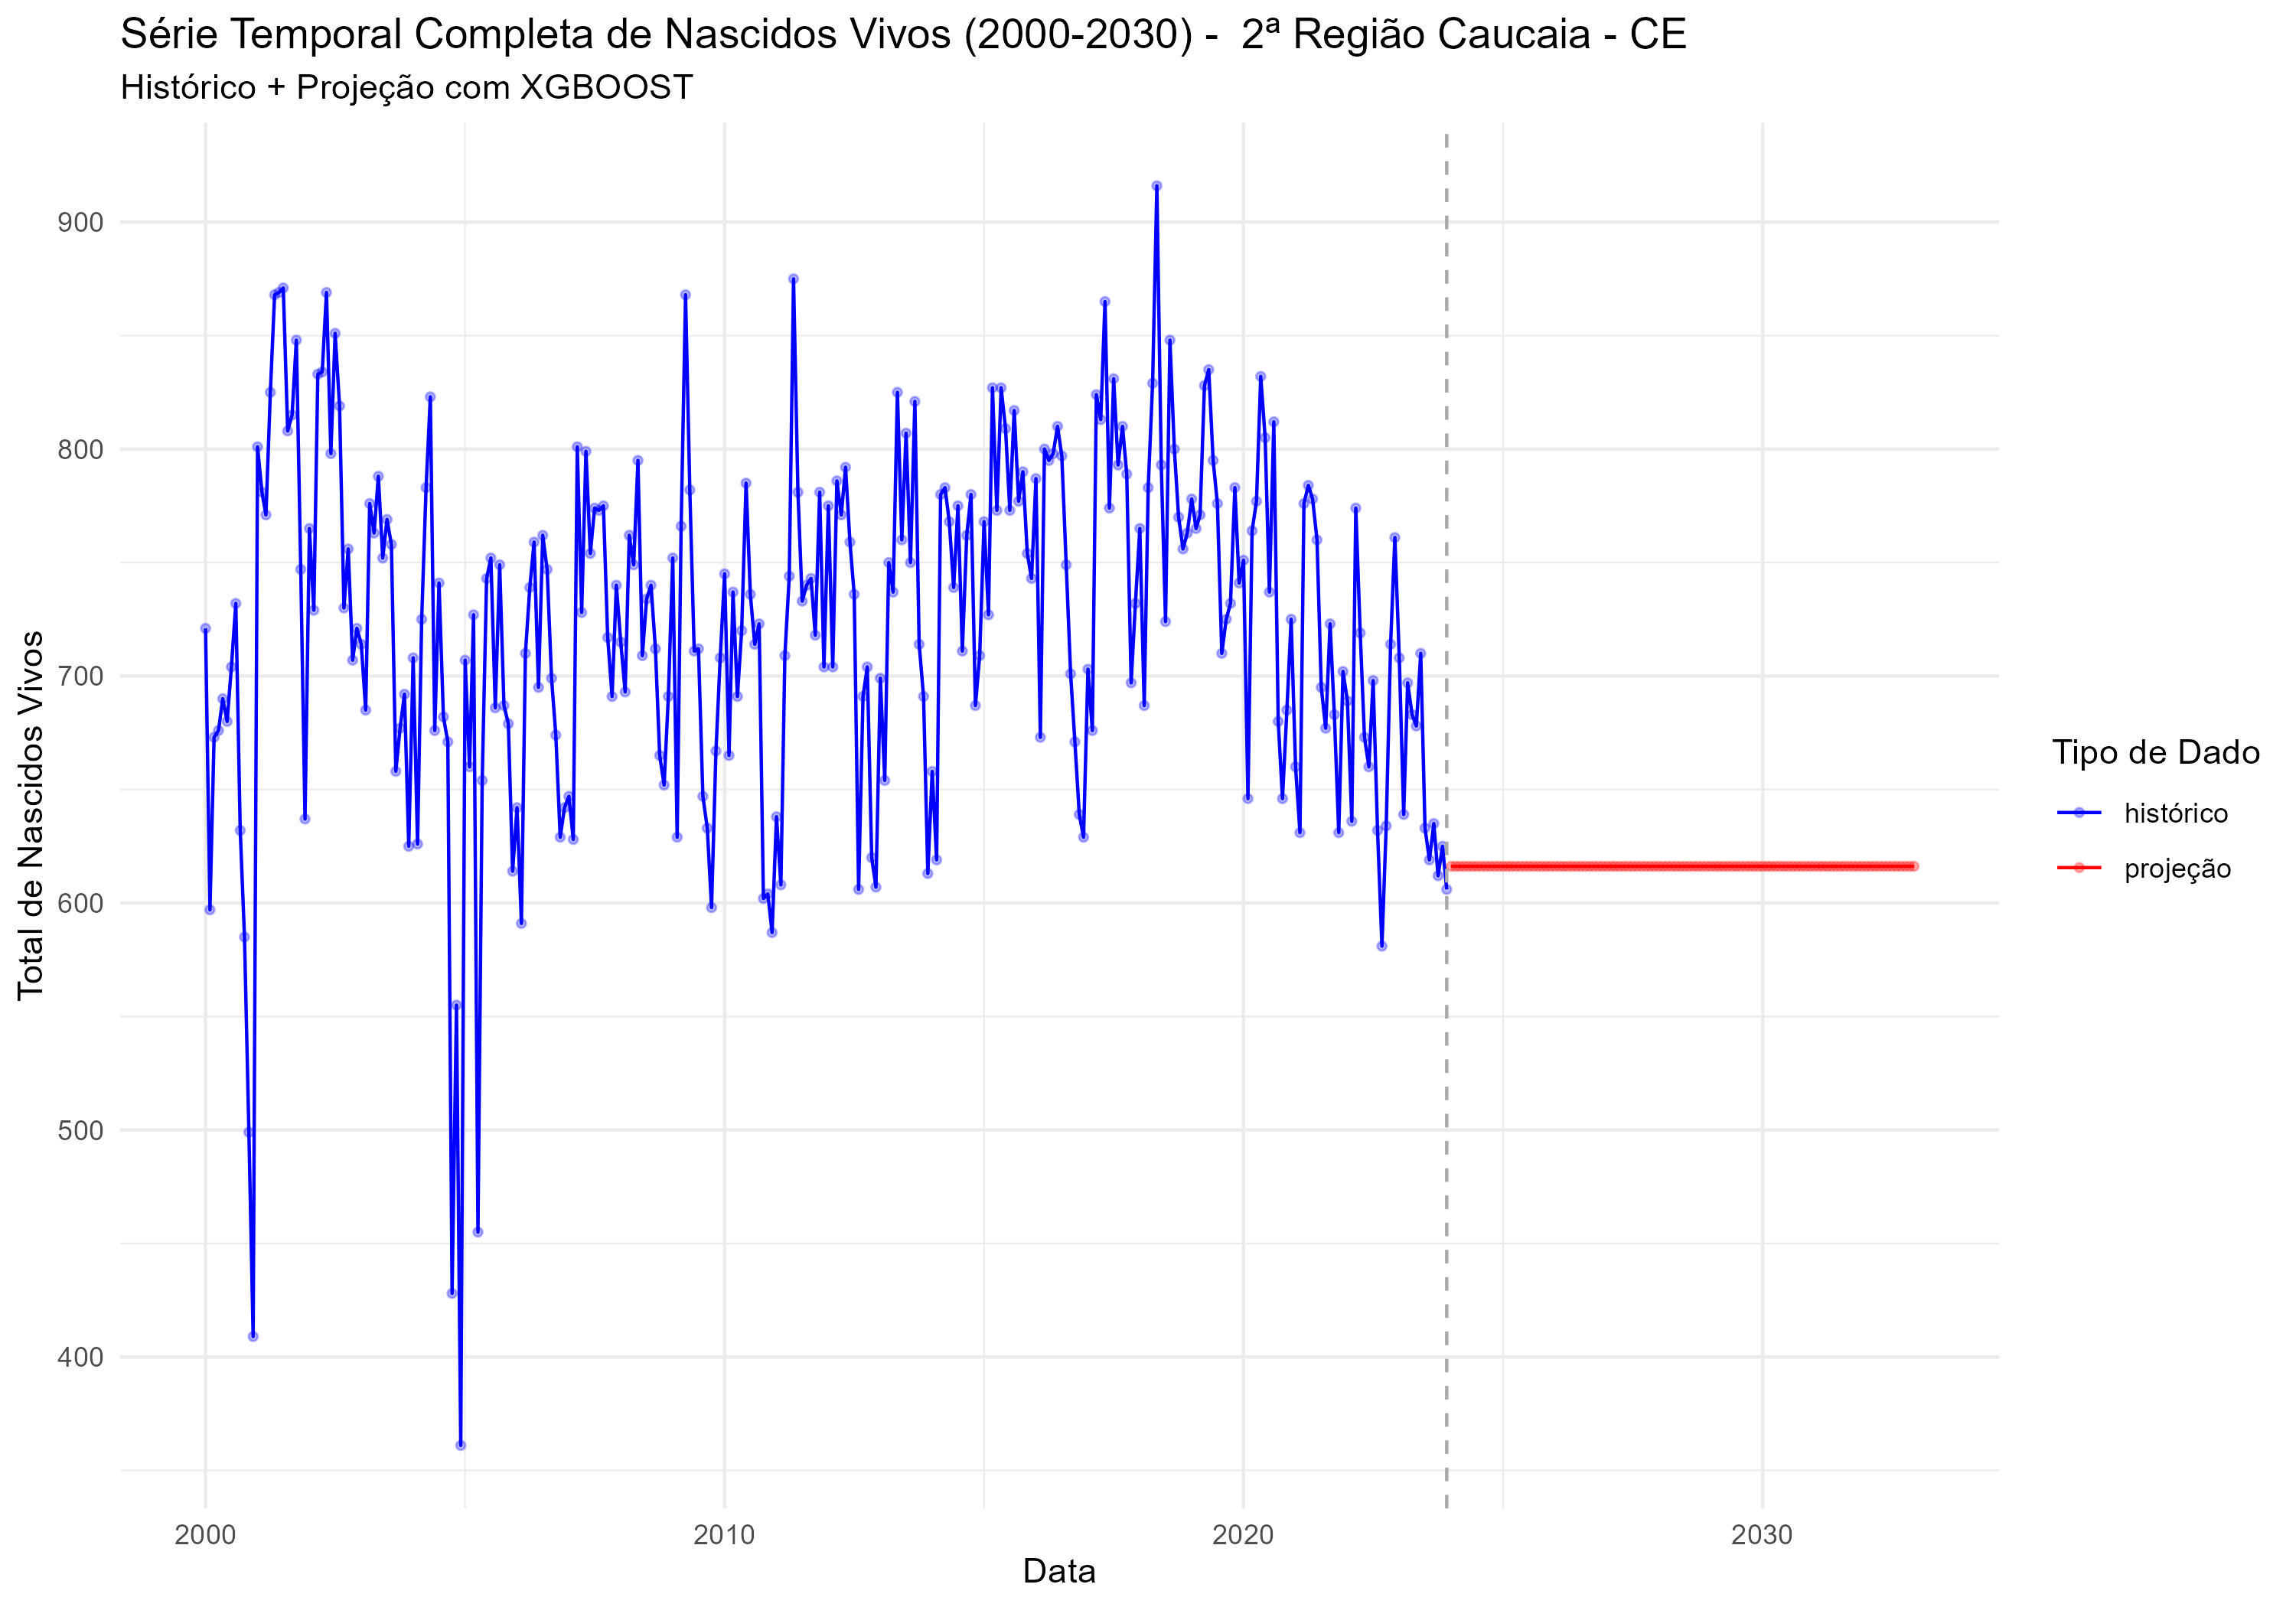 Série Temporal Completa de Nascidos Vivos (2000-2030) -  2ª Região Caucaia - CE
Histórico + Projeção com XGBOOST
Total de Nascidos Vivos
900
800
700
600
500
400
2000
2010
2020
2030
Data
Tipo de Dado
histórico
projeção